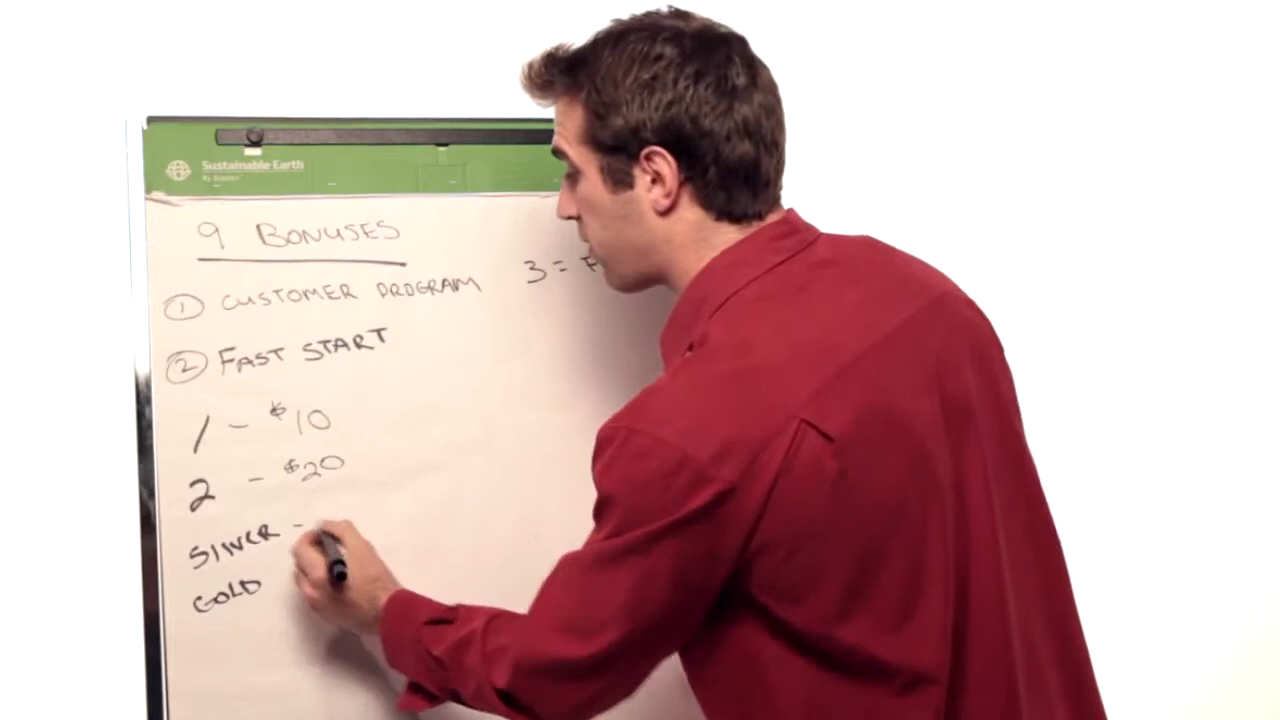 Sustainable Earth
9 BONUSES
① CUSTOMER PROGRAM
3 = F
② FAST START
1 - $10
2 - $20
SILVER -
GOLD